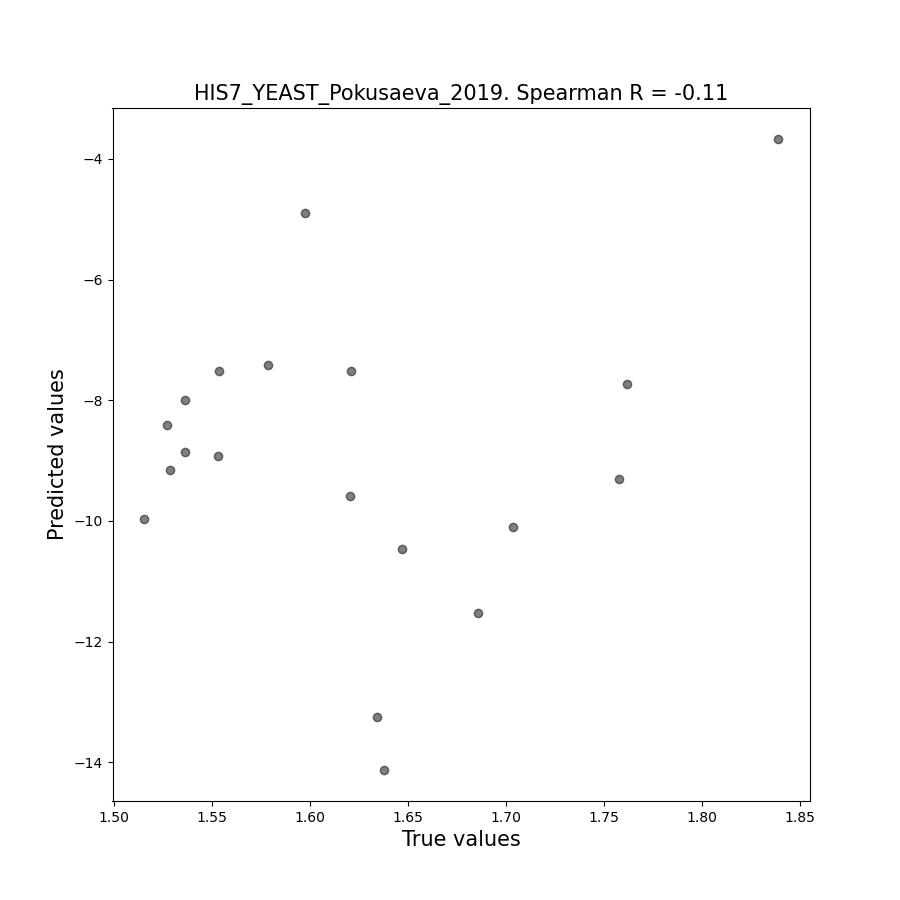 HIS7_YEAST_Pokusaeva_2019. Spearman R = -0.11
Predicted values
−4
−6
−8
−10
−12
−14
1.50 1.55 1.60 1.65 1.70 1.75 1.80 1.85
True values